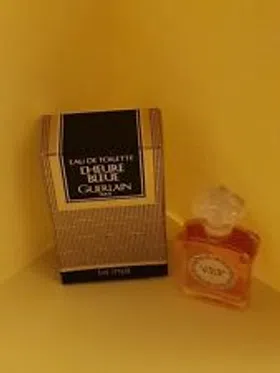 EAU DE TOILETTE
L'HEURE
BLEUE
GUERLAIN
PARIS